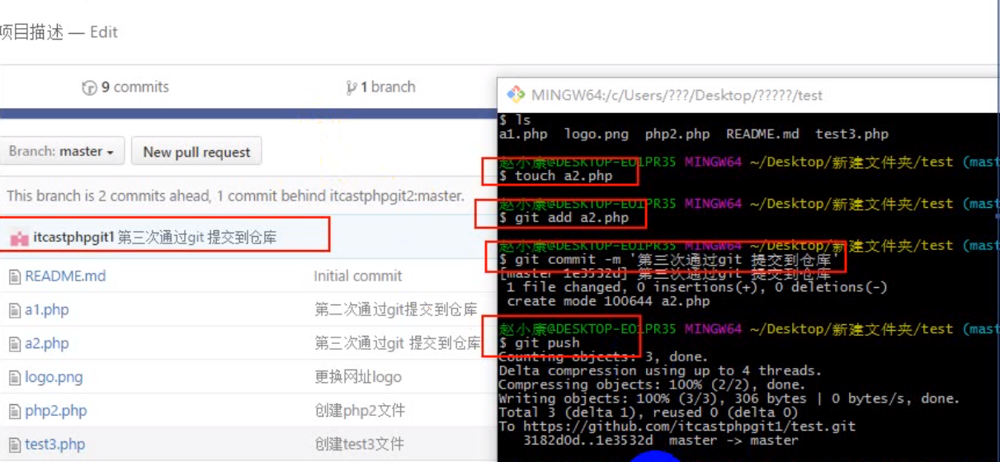 项目描述 — Edit
9 commits
1 branch
Branch: master
New pull request
This branch is 2 commits ahead, 1 commit behind itcastphpgit2:master.
itcastphpgit1 第三次通过git 提交到仓库
README.md Initial commit
a1.php 第二次通过git提交到仓库
a2.php 第三次通过git 提交到仓库
logo.png 更换网址logo
php2.php 创建php2文件
test3.php 创建test3文件
MINGW64:/c/Users/???/Desktop/?????/test
$ ls
a1.php logo.png php2.php README.md test3.php
赵小康@DESKTOP-EO1PR35 MINGW64 ~/Desktop/新建文件夹/test (mast
$ touch a2.php
赵小康@DESKTOP-EO1PR35 MINGW64 ~/Desktop/新建文件夹/test (mast
$ git add a2.php
赵小康@DESKTOP-EO1PR35 MINGW64 ~/Desktop/新建文件夹/test (mast
$ git commit -m '第三次通过git 提交到仓库'
[master 1e3532d] 第三次通过git 提交到仓库
1 file changed, 0 insertions(+), 0 deletions(-)
create mode 100644 a2.php
赵小康@DESKTOP-EO1PR35 MINGW64 ~/Desktop/新建文件夹/test (mast
$ git push
Counting objects: 3, done.
Delta compression using up to 4 threads.
Compressing objects: 100% (2/2), done.
Writing objects: 100% (3/3), 306 bytes | 0 bytes/s, done.
Total 3 (delta 1), reused 0 (delta 0)
To https://github.com/itcastphpgit1/test.git
3182d0d..1e3532d master -> master